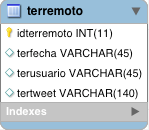 terremoto
idterremoto INT(11)
terfecha VARCHAR(45)
terusuario VARCHAR(45)
tertweet VARCHAR(140)
Indexes